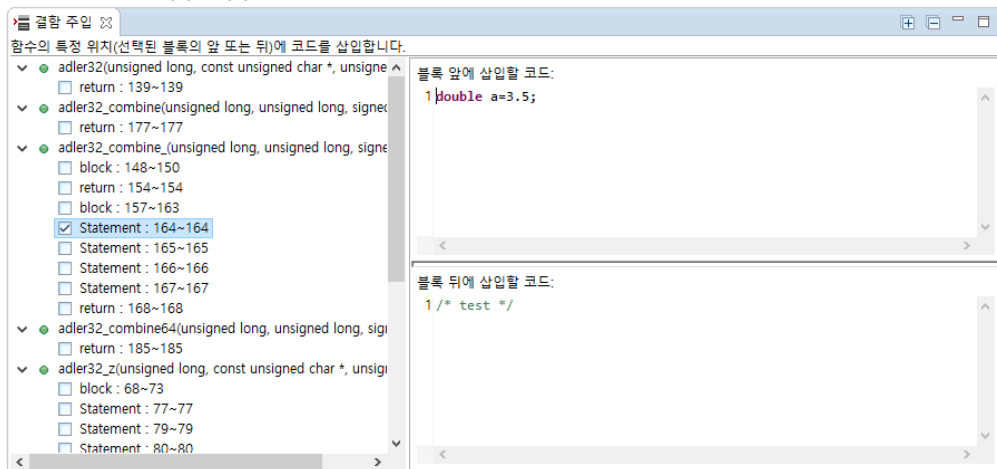 결함 주입
함수의 특정 위치(선택된 블록의 앞 또는 뒤)에 코드를 삽입합니다.
adler32(unsigned long, const unsigned char *, unsigne
return : 139~139
adler32_combine(unsigned long, unsigned long, signed
return : 177~177
adler32_combine_(unsigned long, unsigned long, signe
block : 148~150
return : 154~154
block : 157~163
Statement : 164~164
Statement : 165~165
Statement : 166~166
Statement : 167~167
return : 168~168
adler32_combine64(unsigned long, unsigned long, sign
return : 185~185
adler32_z(unsigned long, const unsigned char *, unsign
block : 68~73
Statement : 77~77
Statement : 79~79
Statement : 80~80
블록 앞에 삽입할 코드:
1 double a=3.5;
블록 뒤에 삽입할 코드:
1 /* test */